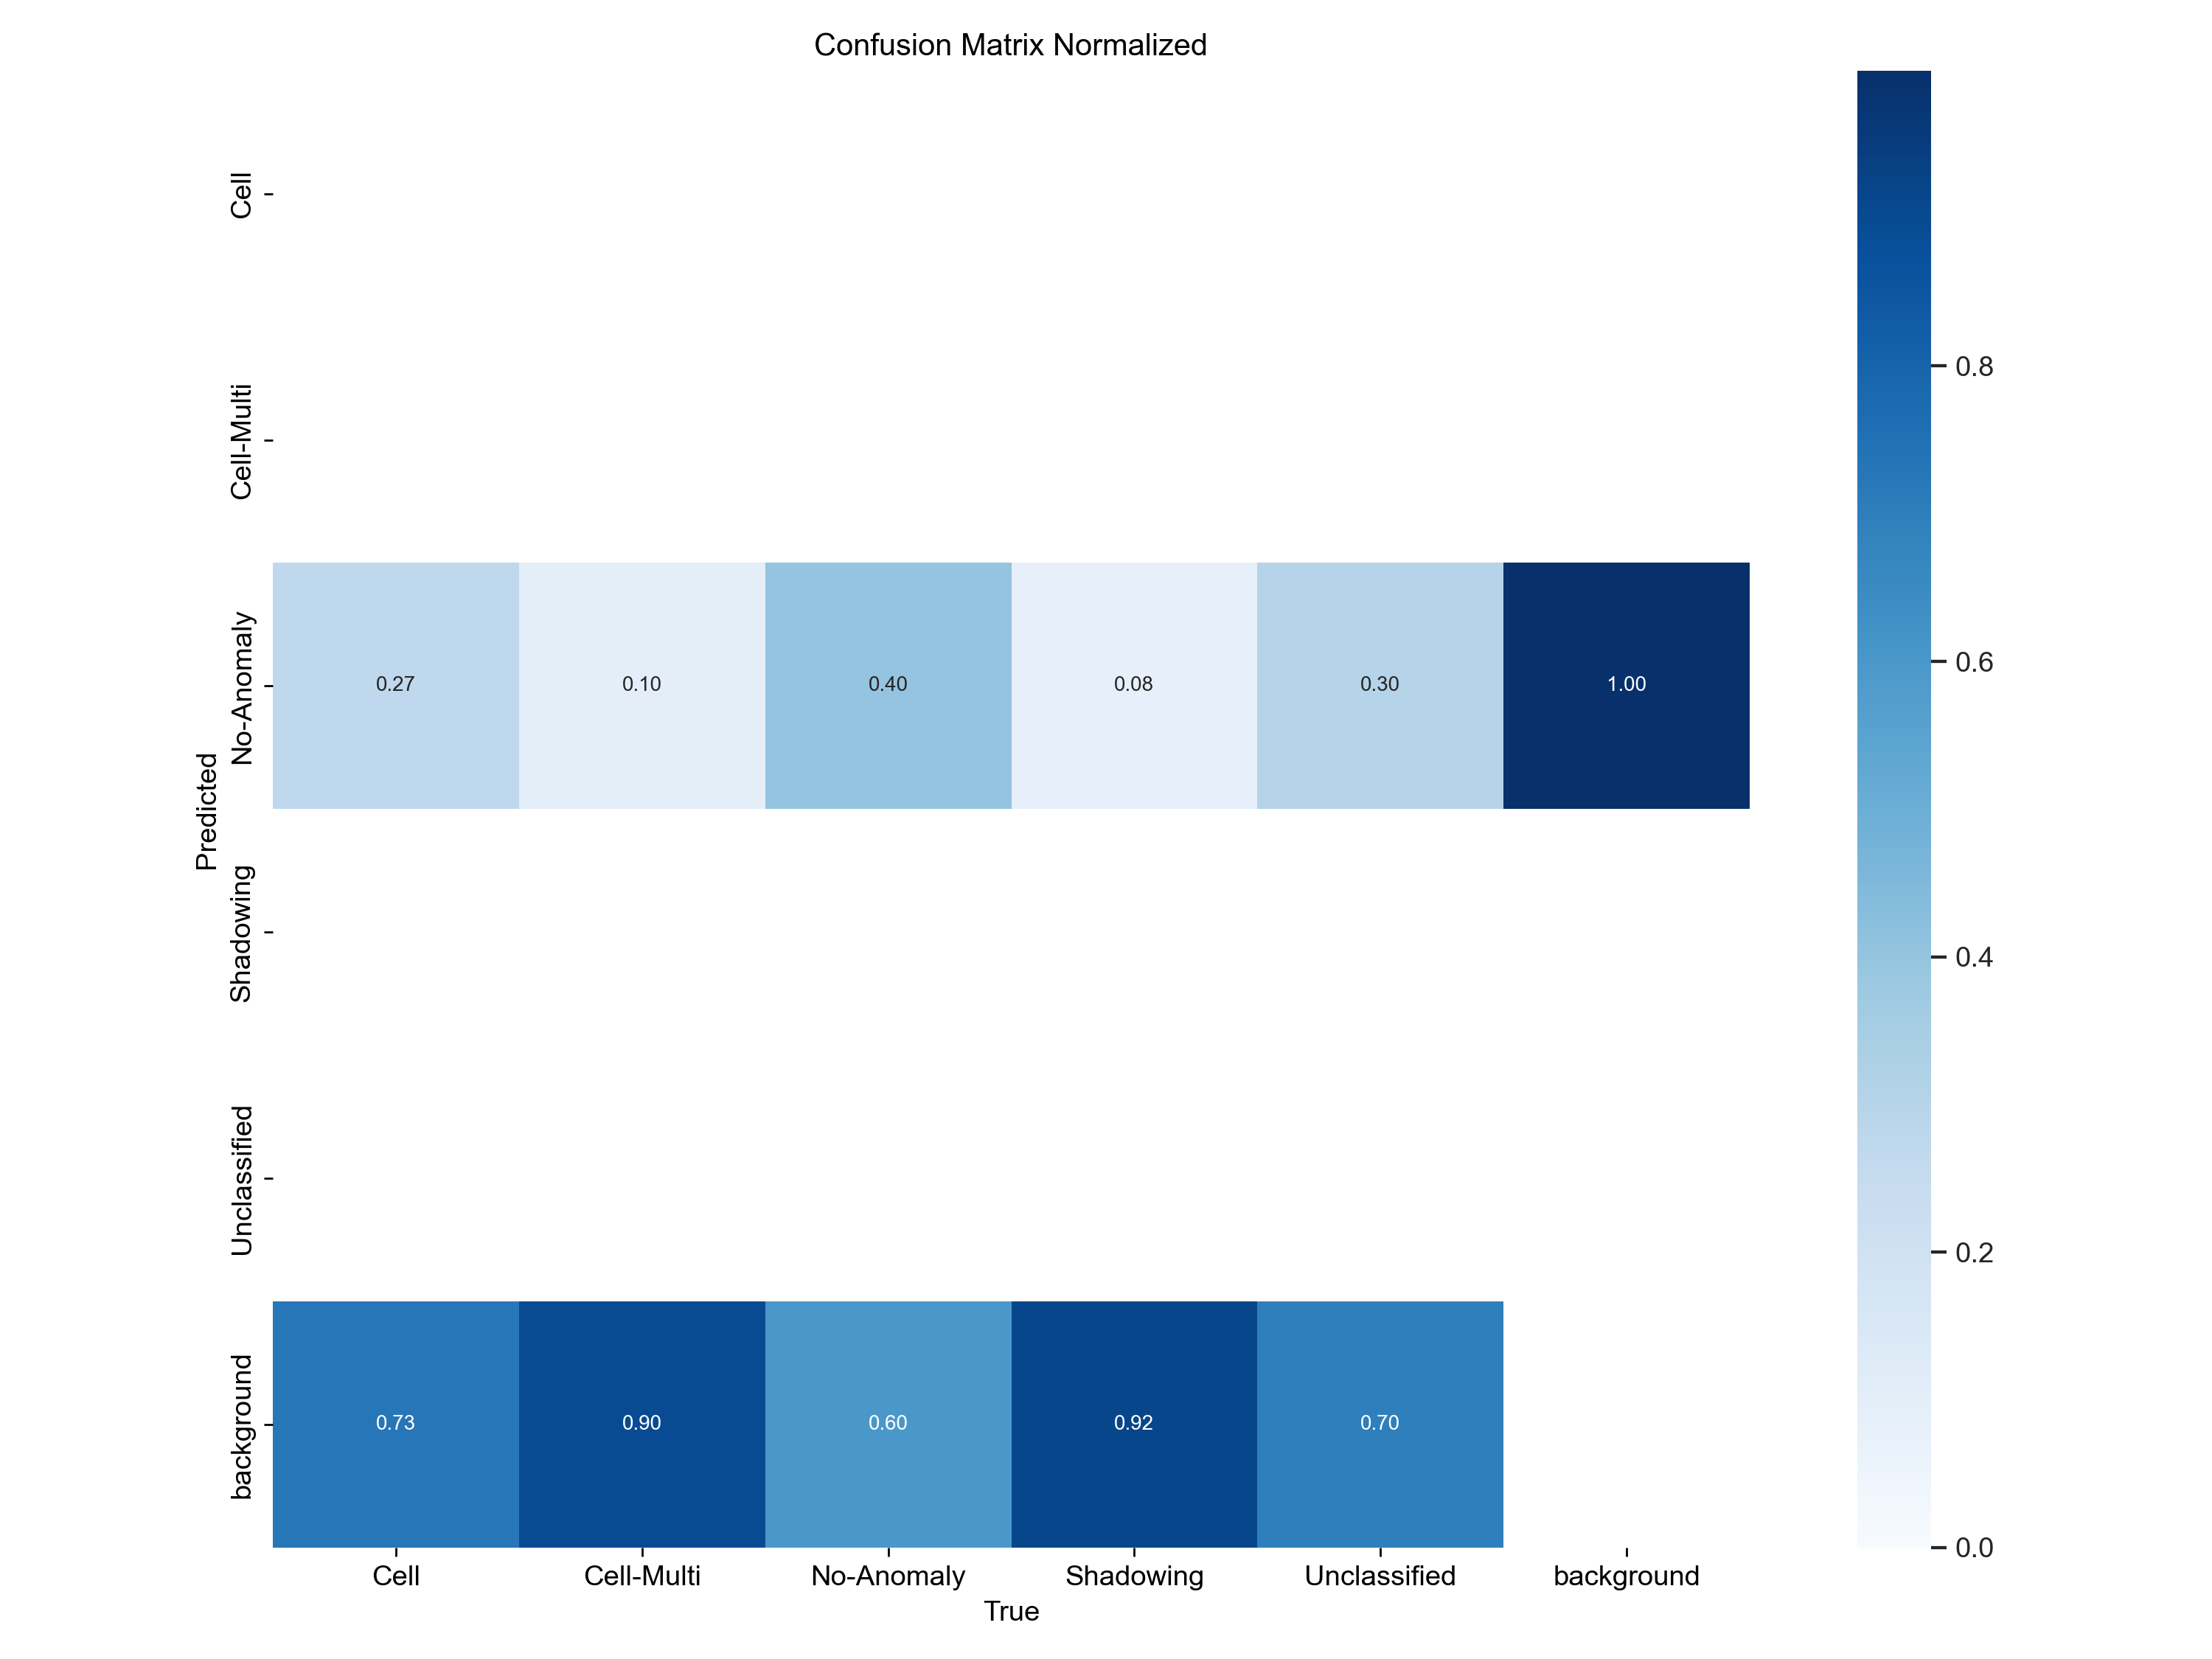 Confusion Matrix Normalized
Cell
Cell-Multi
No-Anomaly
Shadowing
Unclassified
background
Predicted
0.27 0.10 0.40 0.08 0.30 1.00
0.73 0.90 0.60 0.92 0.70
Cell Cell-Multi No-Anomaly Shadowing Unclassified background
True
0.8
0.6
0.4
0.2
0.0